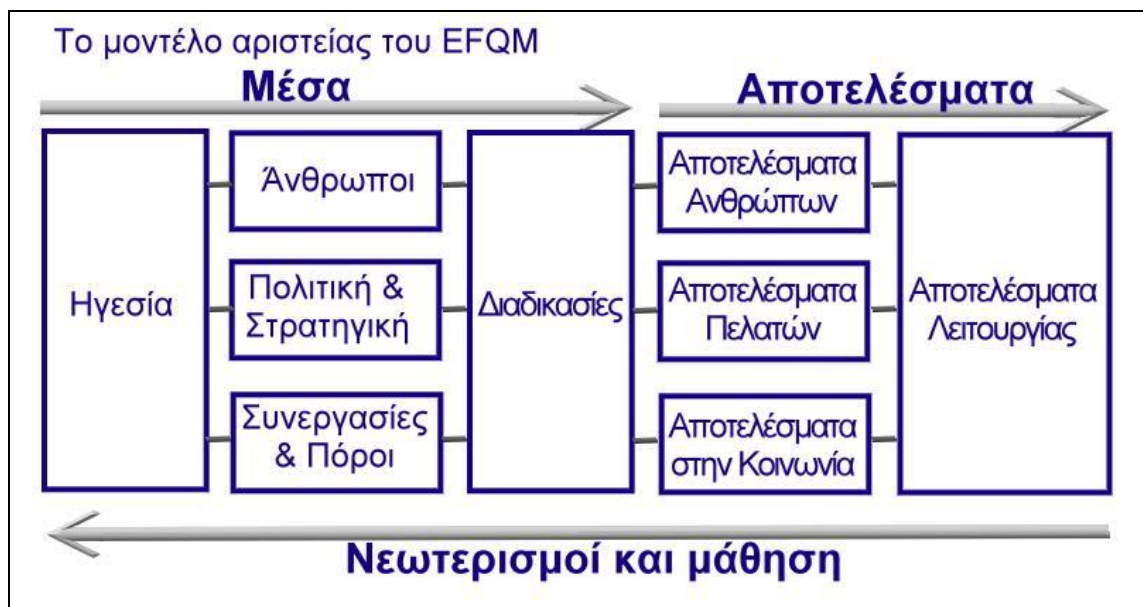 Το μοντέλο αριστείας του EFQM
Μέσα
Αποτελέσματα
Ηγεσία
Άνθρωποι
Πολιτική &
Στρατηγική
Συνεργασίες
& Πόροι
Διαδικασίες
Αποτελέσματα
Ανθρώπων
Αποτελέσματα
Πελατών
Αποτελέσματα
στην Κοινωνία
Αποτελέσματα
Λειτουργίας
Νεωτερισμοί και μάθηση